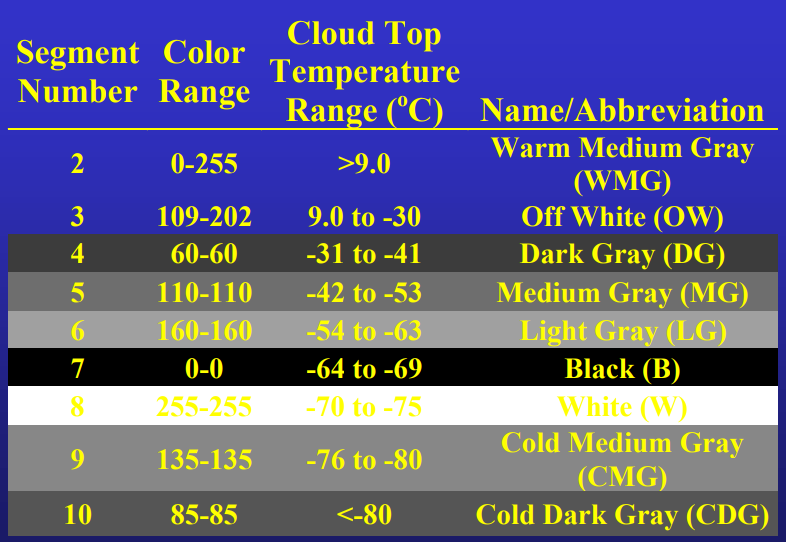 Segment Number Color Range Cloud Top Temperature Range (°C) Name/Abbreviation
2 0-255 >9.0 Warm Medium Gray (WMG)
3 109-202 9.0 to -30 Off White (OW)
4 60-60 -31 to -41 Dark Gray (DG)
5 110-110 -42 to -53 Medium Gray (MG)
6 160-160 -54 to -63 Light Gray (LG)
7 0-0 -64 to -69 Black (B)
8 255-255 -70 to -75 White (W)
9 135-135 -76 to -80 Cold Medium Gray (CMG)
10 85-85 <-80 Cold Dark Gray (CDG)